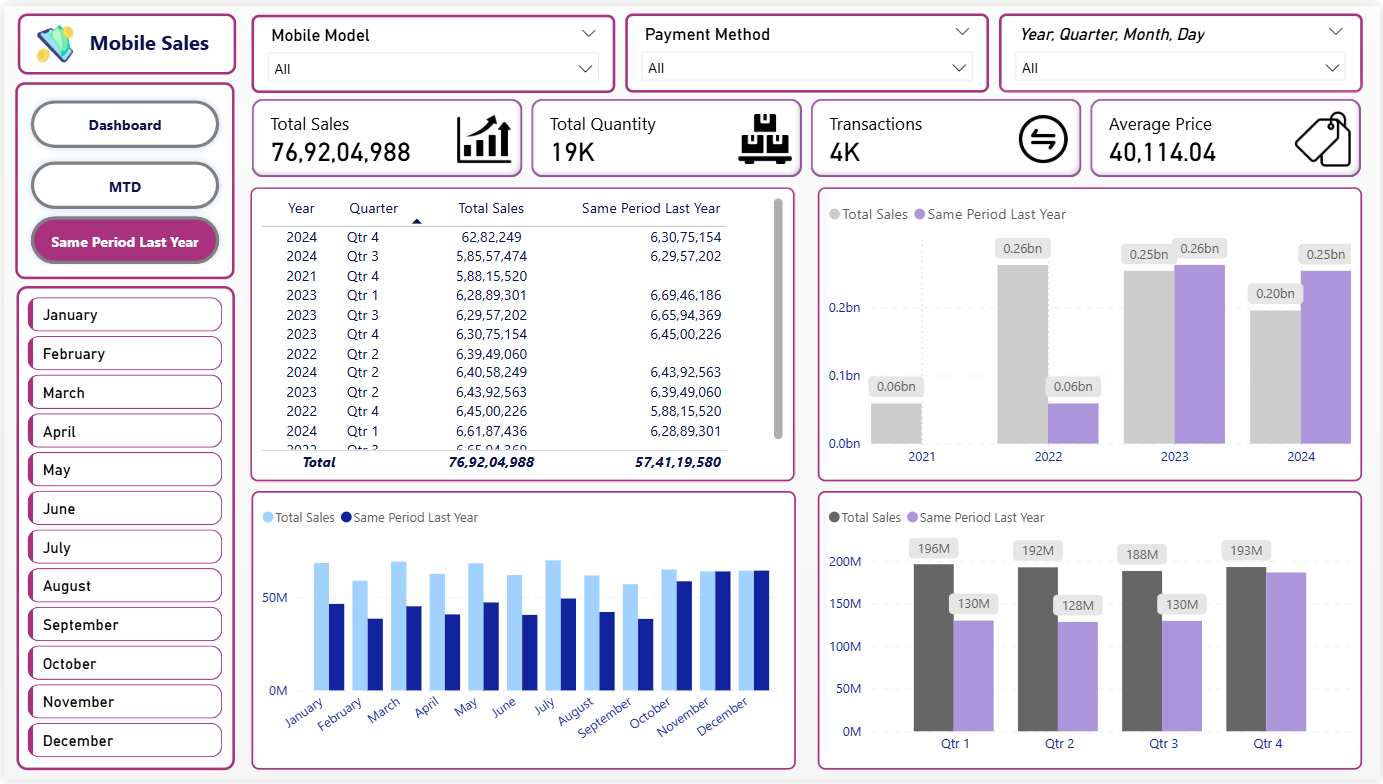 Mobile Sales
Mobile Model
All
Payment Method
All
Year, Quarter, Month, Day
All
Dashboard
MTD
Same Period Last Year
January
February
March
April
May
June
July
August
September
October
November
December
Total Sales
76,92,04,988
Total Quantity
19K
Transactions
4K
Average Price
40,114.04
Year Quarter Total Sales Same Period Last Year
2024 Qtr 4 62,82,249 6,30,75,154
2024 Qtr 3 5,85,57,474 6,29,57,202
2021 Qtr 4 5,88,15,520
2023 Qtr 1 6,28,89,301 6,69,46,186
2023 Qtr 3 6,29,57,202 6,65,94,369
2023 Qtr 4 6,30,75,154 6,45,00,226
2022 Qtr 2 6,39,49,060
2024 Qtr 2 6,40,58,249 6,43,92,563
2023 Qtr 2 6,43,92,563 6,39,49,060
2022 Qtr 4 6,45,00,226 5,88,15,520
2024 Qtr 1 6,61,87,436 6,28,89,301
Total 76,92,04,988 57,41,19,580
Total Sales Same Period Last Year
0.26bn 0.25bn 0.26bn 0.25bn
0.20bn
0.06bn 0.06bn
0.2bn
0.1bn
0.0bn
2021 2022 2023 2024
Total Sales Same Period Last Year
50M
0M
January February March April May June July August September October November December
Total Sales Same Period Last Year
196M 192M 188M 193M
130M 128M 130M
200M
150M
100M
50M
0M
Qtr 1 Qtr 2 Qtr 3 Qtr 4